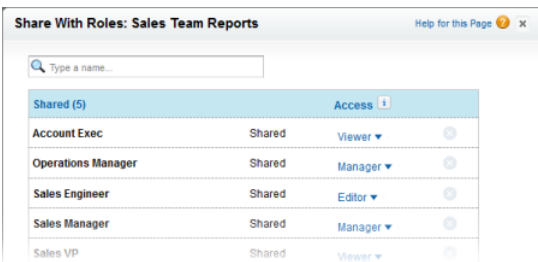 Share With Roles: Sales Team Reports Help for this Page ? x
Type a name...
Shared (5) Access i
Account Exec Shared Viewer ▾
Operations Manager Shared Manager ▾
Sales Engineer Shared Editor ▾
Sales Manager Shared Manager ▾
Sales VP Shared Viewer ▾